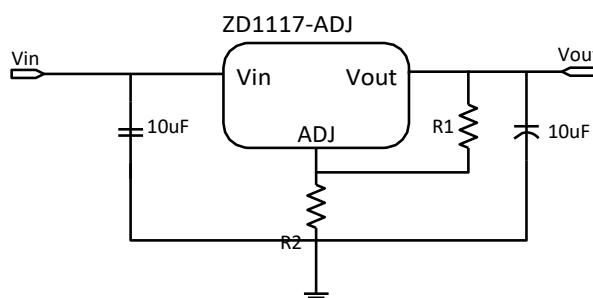 ZD1117-ADJ
Vin
Vout
Vin
Vout
10uF
R1
10uF
ADJ
R2